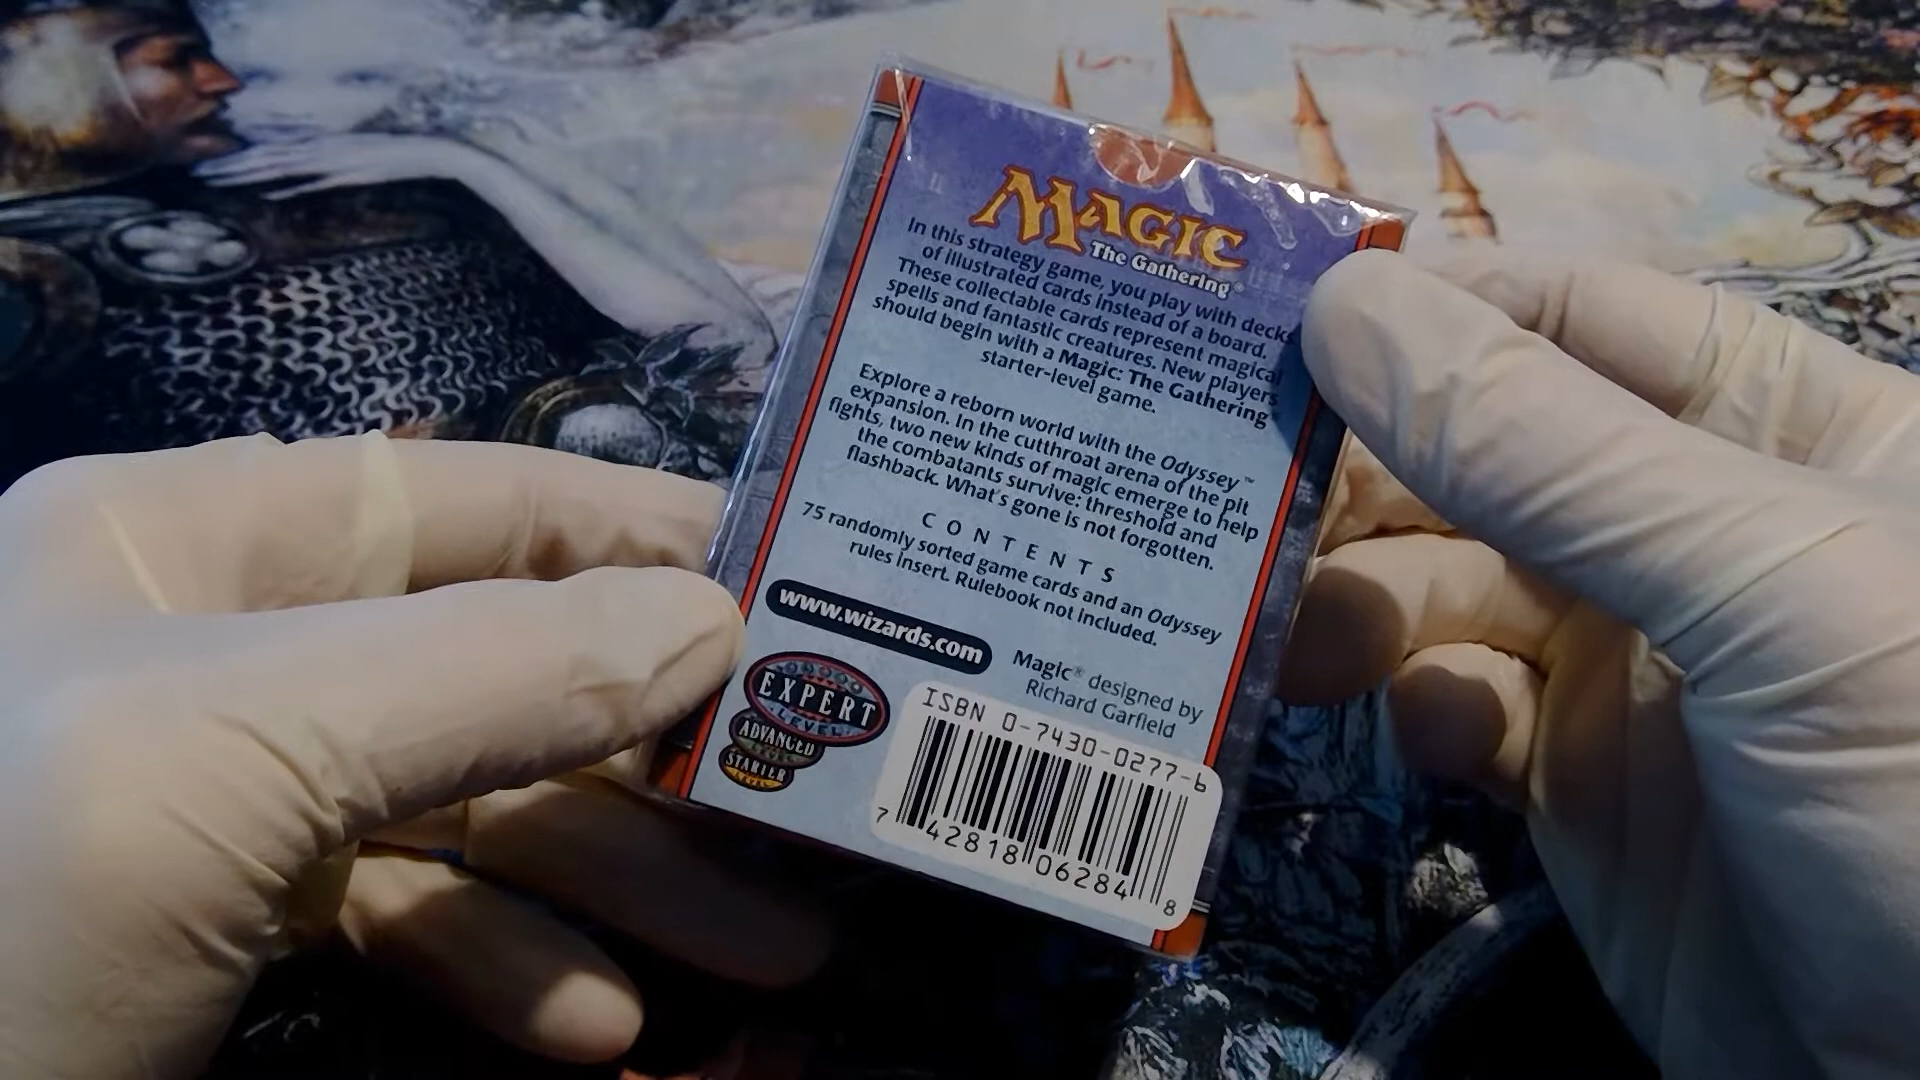 MAGIC
The Gathering®
In this strategy game, you play with decks
of illustrated cards instead of a board.
These collectable cards represent magical
spells and fantastic creatures. New players
should begin with a Magic: The Gathering
starter-level game.
Explore a reborn world with the Odyssey™
expansion. In the cutthroat arena of the pit
fights, two new kinds of magic emerge to help
the combatants survive: threshold and
flashback. What's gone is not forgotten.
CONTENTS
75 randomly sorted game cards and an Odyssey
rules insert. Rulebook not included.
www.wizards.com
Magic® designed by
Richard Garfield
EXPERT
LEVEL
ADVANCED
LEVEL
STARTER
LEVEL
ISBN 0-7430-0277-6
7 42818 06284 8